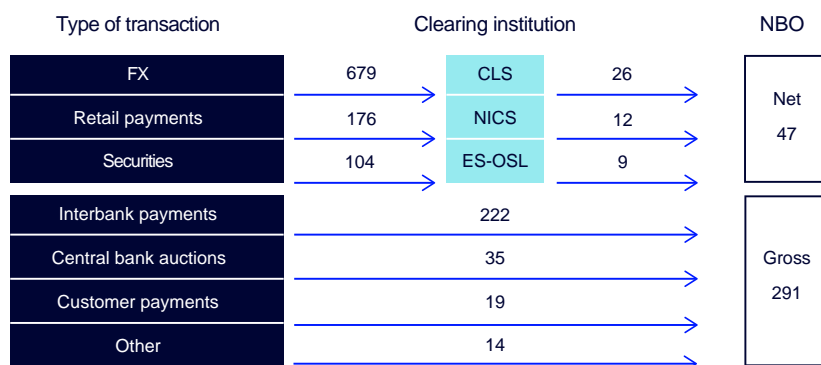 Type of transaction Clearing institution NBO
FX 679 CLS 26
Retail payments 176 NICS 12
Securities 104 ES-OSL 9
Net
47
Interbank payments 222
Central bank auctions 35
Customer payments 19
Other 14
Gross
291